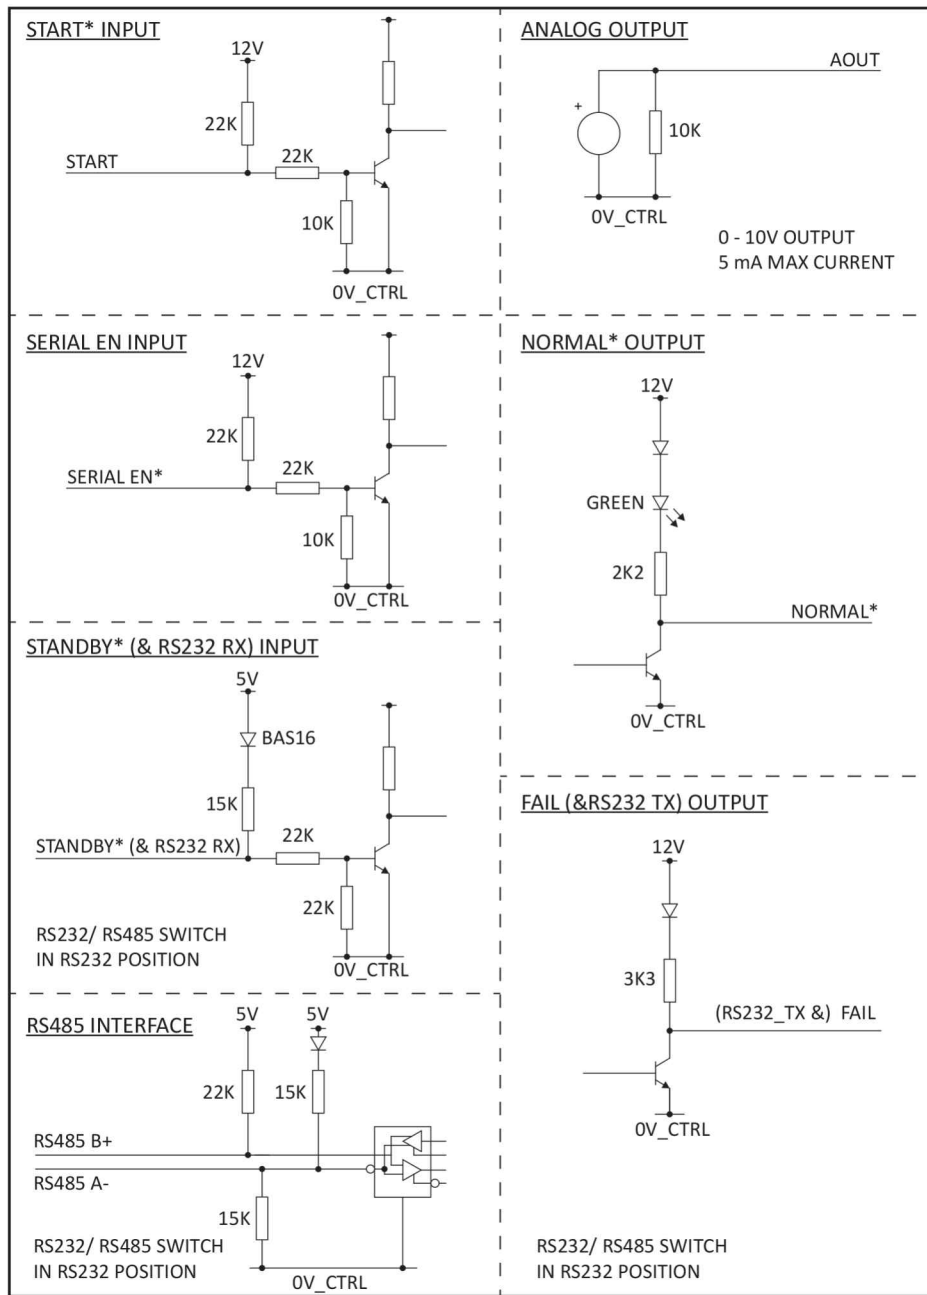 START* INPUT
12V
22K
START
22K
10K
0V_CTRL
SERIAL EN INPUT
12V
22K
SERIAL EN*
22K
10K
0V_CTRL
STANDBY* (& RS232 RX) INPUT
5V
BAS16
15K
STANDBY* (& RS232 RX)
22K
22K
RS232/ RS485 SWITCH
IN RS232 POSITION
0V_CTRL
RS485 INTERFACE
5V
5V
22K
15K
RS485 B+
RS485 A-
15K
RS232/ RS485 SWITCH
IN RS232 POSITION
0V_CTRL
ANALOG OUTPUT
AOUT
+
10K
0V_CTRL
0 - 10V OUTPUT
5 mA MAX CURRENT
NORMAL* OUTPUT
12V
GREEN
2K2
NORMAL*
0V_CTRL
FAIL (&RS232 TX) OUTPUT
12V
3K3
(RS232_TX &) FAIL
0V_CTRL
RS232/ RS485 SWITCH
IN RS232 POSITION